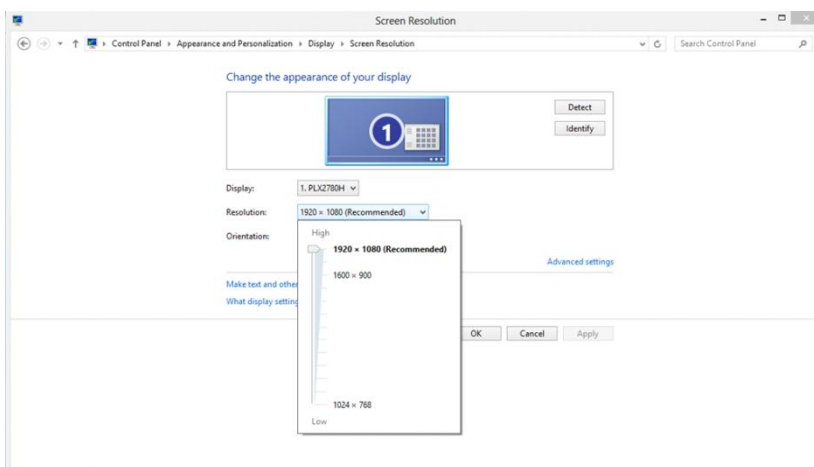 Screen Resolution
Control Panel Appearance and Personalization Display Screen Resolution
Search Control Panel
Change the appearance of your display
1
Detect
Identify
Display: 1. PLX2780H
Resolution: 1920 × 1080 (Recommended)
Orientation:
High
1920 × 1080 (Recommended)
1600 × 900
1024 × 768
Low
Advanced settings
Make text and other
What display setting
OK Cancel Apply